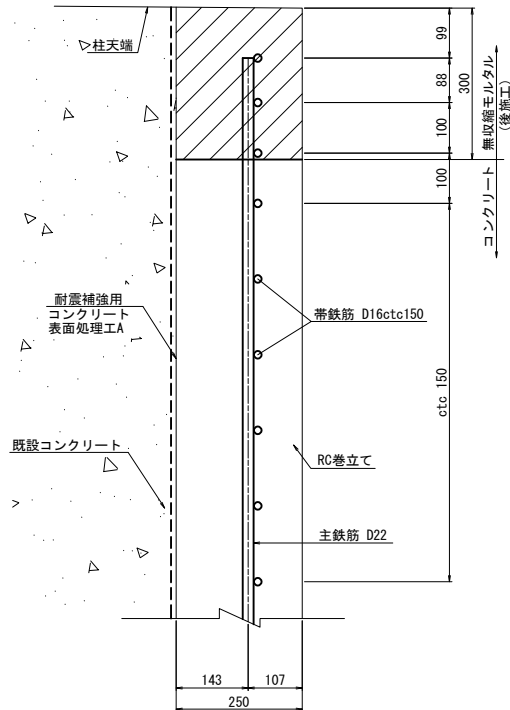 ▷柱天端
99
88
100
100
300
無収縮モルタル
(後施工)
コンクリート
耐震補強用
コンクリート
表面処理工A
帯鉄筋 D16ctc150
ctc 150
既設コンクリート
RC巻立て
主鉄筋 D22
143
107
250